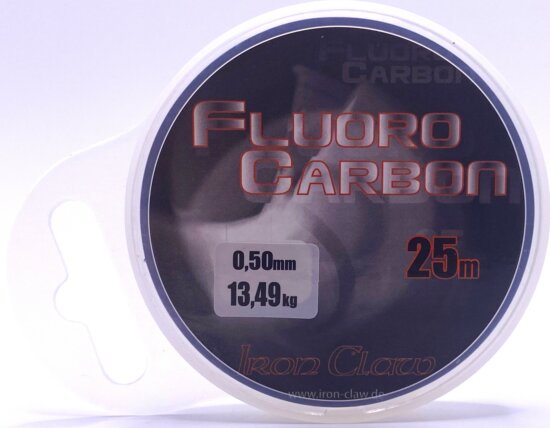 FLUORO
CARBON
FLUORO
CARBON
25m
0,50mm
13,49kg
Iron Claw
www.iron-claw.de